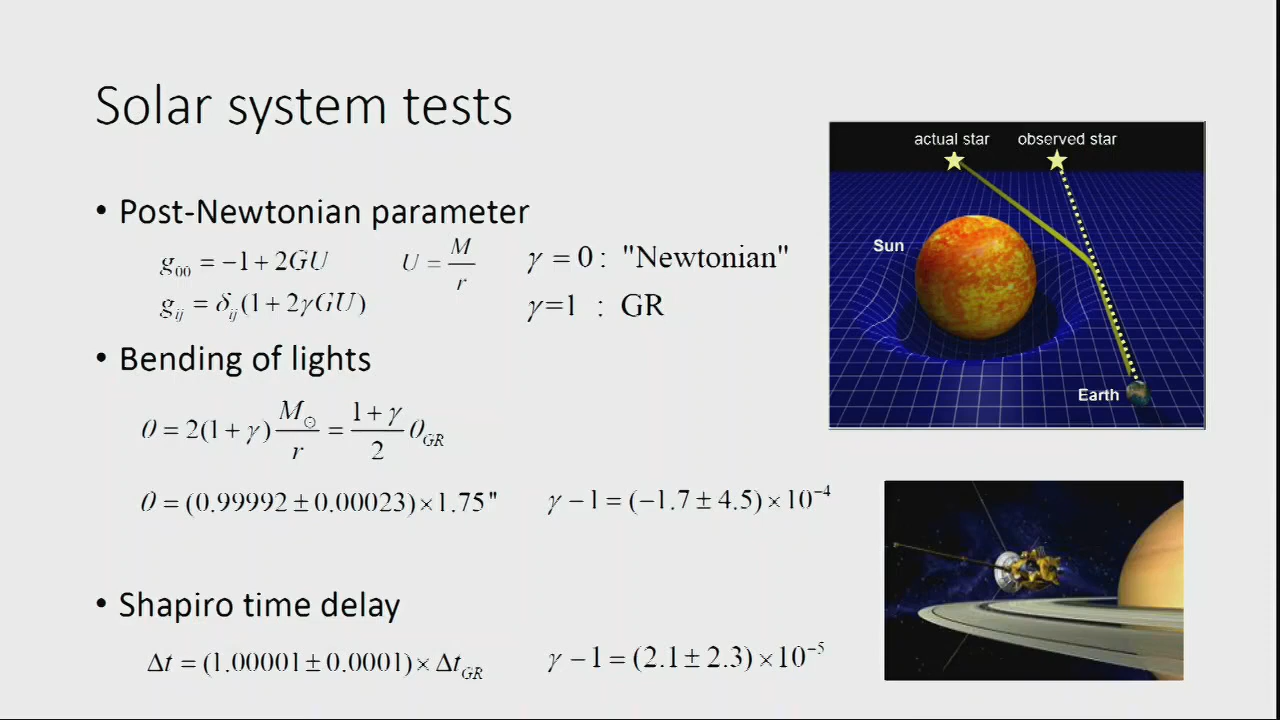 Solar system tests
• Post-Newtonian parameter
g₀₀ = −1 + 2GU    U = M/r    γ = 0 :  "Newtonian"
gᵢⱼ = δᵢⱼ(1 + 2γGU)    γ=1  :  GR
• Bending of lights
θ = 2(1 + γ) M⊙/r = (1 + γ)/2 θ_GR
θ = (0.99992 ± 0.00023) × 1.75"    γ − 1 = (−1.7 ± 4.5) × 10⁻⁴
• Shapiro time delay
Δt = (1.00001 ± 0.0001) × Δt_GR    γ − 1 = (2.1 ± 2.3) × 10⁻⁵
actual star    observed star
Sun
Earth